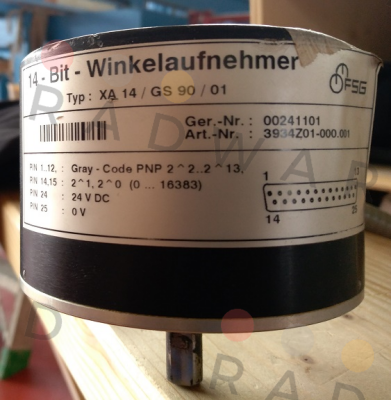 14 - Bit - Winkelaufnehmer
FSG
Typ : XA 14 / GS 90 / 01
Ger.-Nr. : 00241101
Art.-Nr. : 3934Z01-000.001
PIN 1..12, : Gray - Code PNP 2^2..2^13,
PIN 14,15 : 2^1, 2^0 (0 ... 16383)
PIN 24 : 24 V DC
PIN 25 : 0 V
1 13
14 25
RADWAG
RADWAG